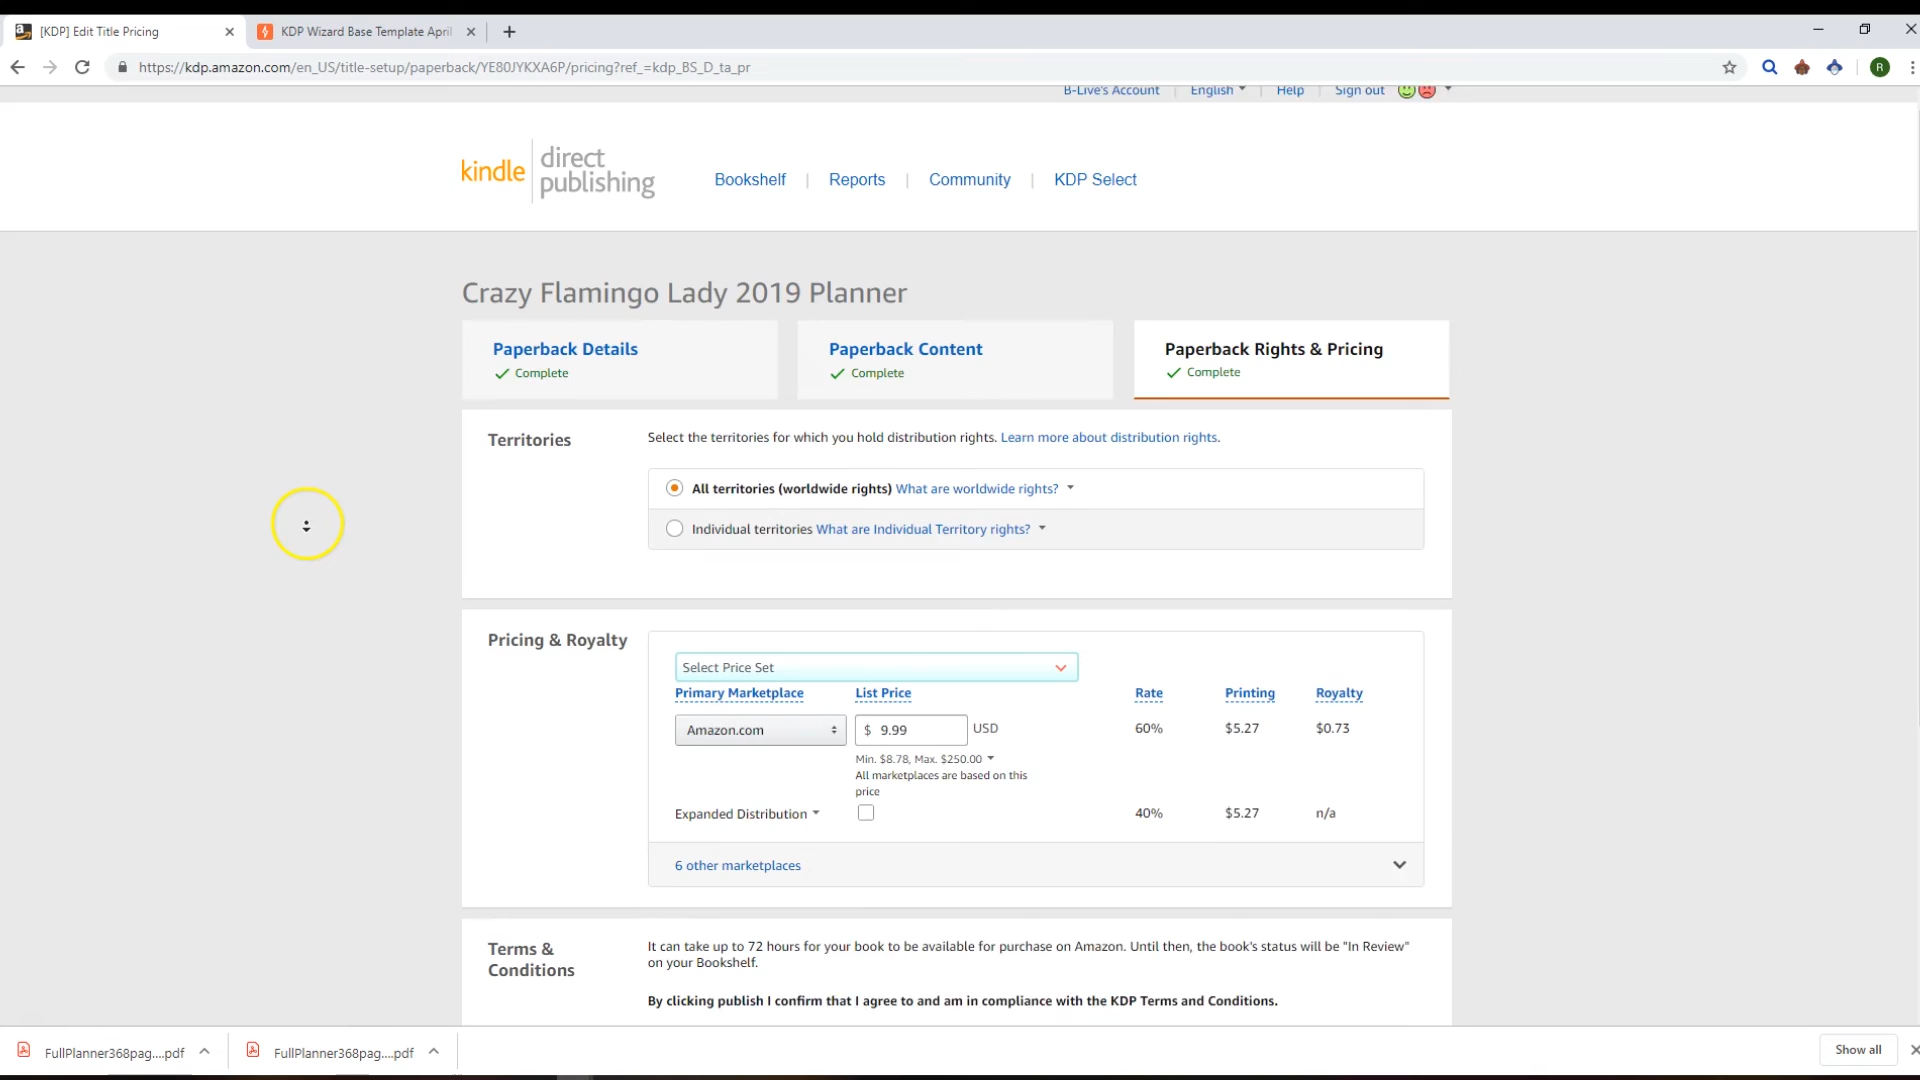 [KDP] Edit Title Pricing
KDP Wizard Base Template April
https://kdp.amazon.com/en_US/title-setup/paperback/YE80JYKXA6P/pricing?ref_=kdp_BS_D_ta_pr
R
B-Live's Account | English | Help | Sign out
kindle direct publishing
Bookshelf | Reports | Community | KDP Select
Crazy Flamingo Lady 2019 Planner
Paperback Details
Complete
Paperback Content
Complete
Paperback Rights & Pricing
Complete
Territories
Select the territories for which you hold distribution rights. Learn more about distribution rights.
All territories (worldwide rights) What are worldwide rights?
Individual territories What are Individual Territory rights?
Pricing & Royalty
Select Price Set
Primary Marketplace List Price Rate Printing Royalty
Amazon.com $ 9.99 USD 60% $5.27 $0.73
Min. $8.78, Max. $250.00
All marketplaces are based on this
price
Expanded Distribution 40% $5.27 n/a
6 other marketplaces
Terms &
Conditions
It can take up to 72 hours for your book to be available for purchase on Amazon. Until then, the book's status will be "In Review"
on your Bookshelf.
By clicking publish I confirm that I agree to and am in compliance with the KDP Terms and Conditions.
FullPlanner368pag....pdf
FullPlanner368pag....pdf
Show all